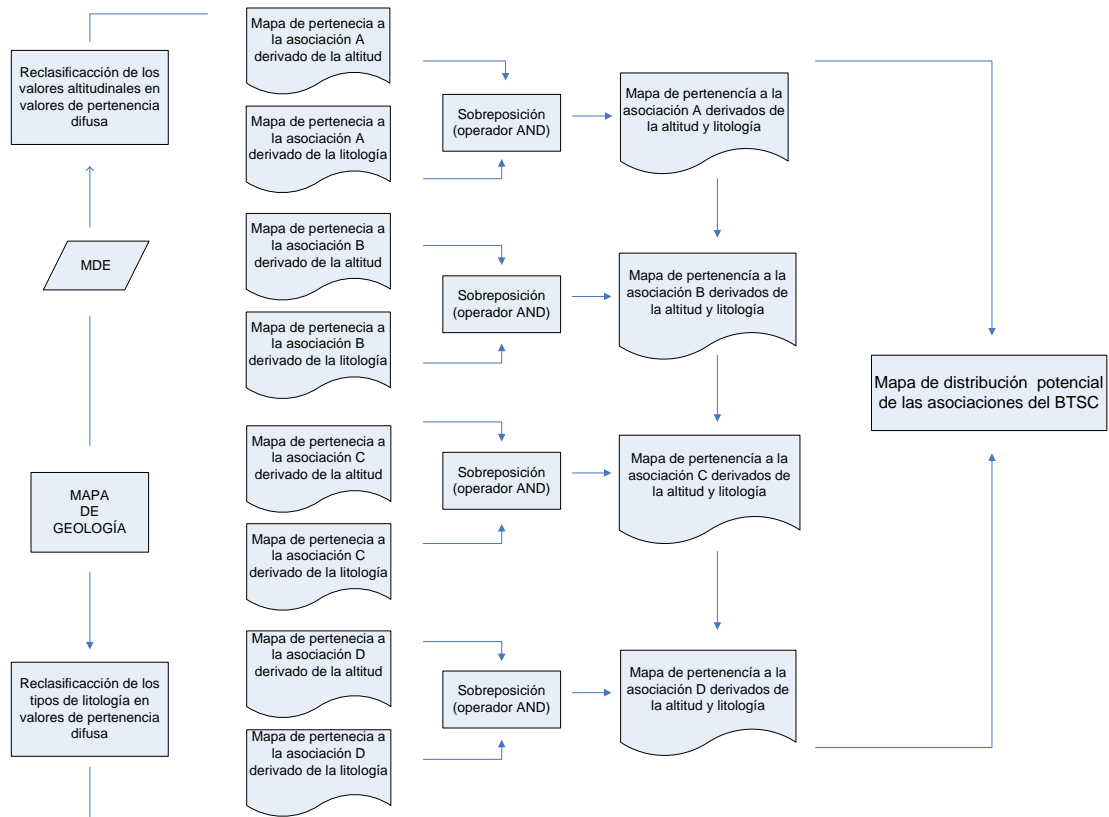 Reclasificacción de los
valores altitudinales en
valores de pertenencia
difusa
MDE
MAPA
DE
GEOLOGÍA
Reclasificacción de los
tipos de litología en
valores de pertenencia
difusa
Mapa de pertenecia a
la asociación A
derivado de la altitud
Mapa de pertenecia a
la asociación A
derivado de la litología
Sobreposición
(operador AND)
Mapa de pertenencía a la
asociación A derivados de
la altitud y litología
Mapa de pertenecia a
la asociación B
derivado de la altitud
Mapa de pertenecia a
la asociación B
derivado de la litología
Sobreposición
(operador AND)
Mapa de pertenencía a la
asociación B derivados de
la altitud y litología
Mapa de pertenecia a
la asociación C
derivado de la altitud
Mapa de pertenecia a
la asociación C
derivado de la litología
Sobreposición
(operador AND)
Mapa de pertenencía a la
asociación C derivados de
la altitud y litología
Mapa de pertenecia a
la asociación D
derivado de la altitud
Mapa de pertenecia a
la asociación D
derivado de la litología
Sobreposición
(operador AND)
Mapa de pertenencía a la
asociación D derivados de
la altitud y litología
Mapa de distribución potencial
de las asociaciones del BTSC